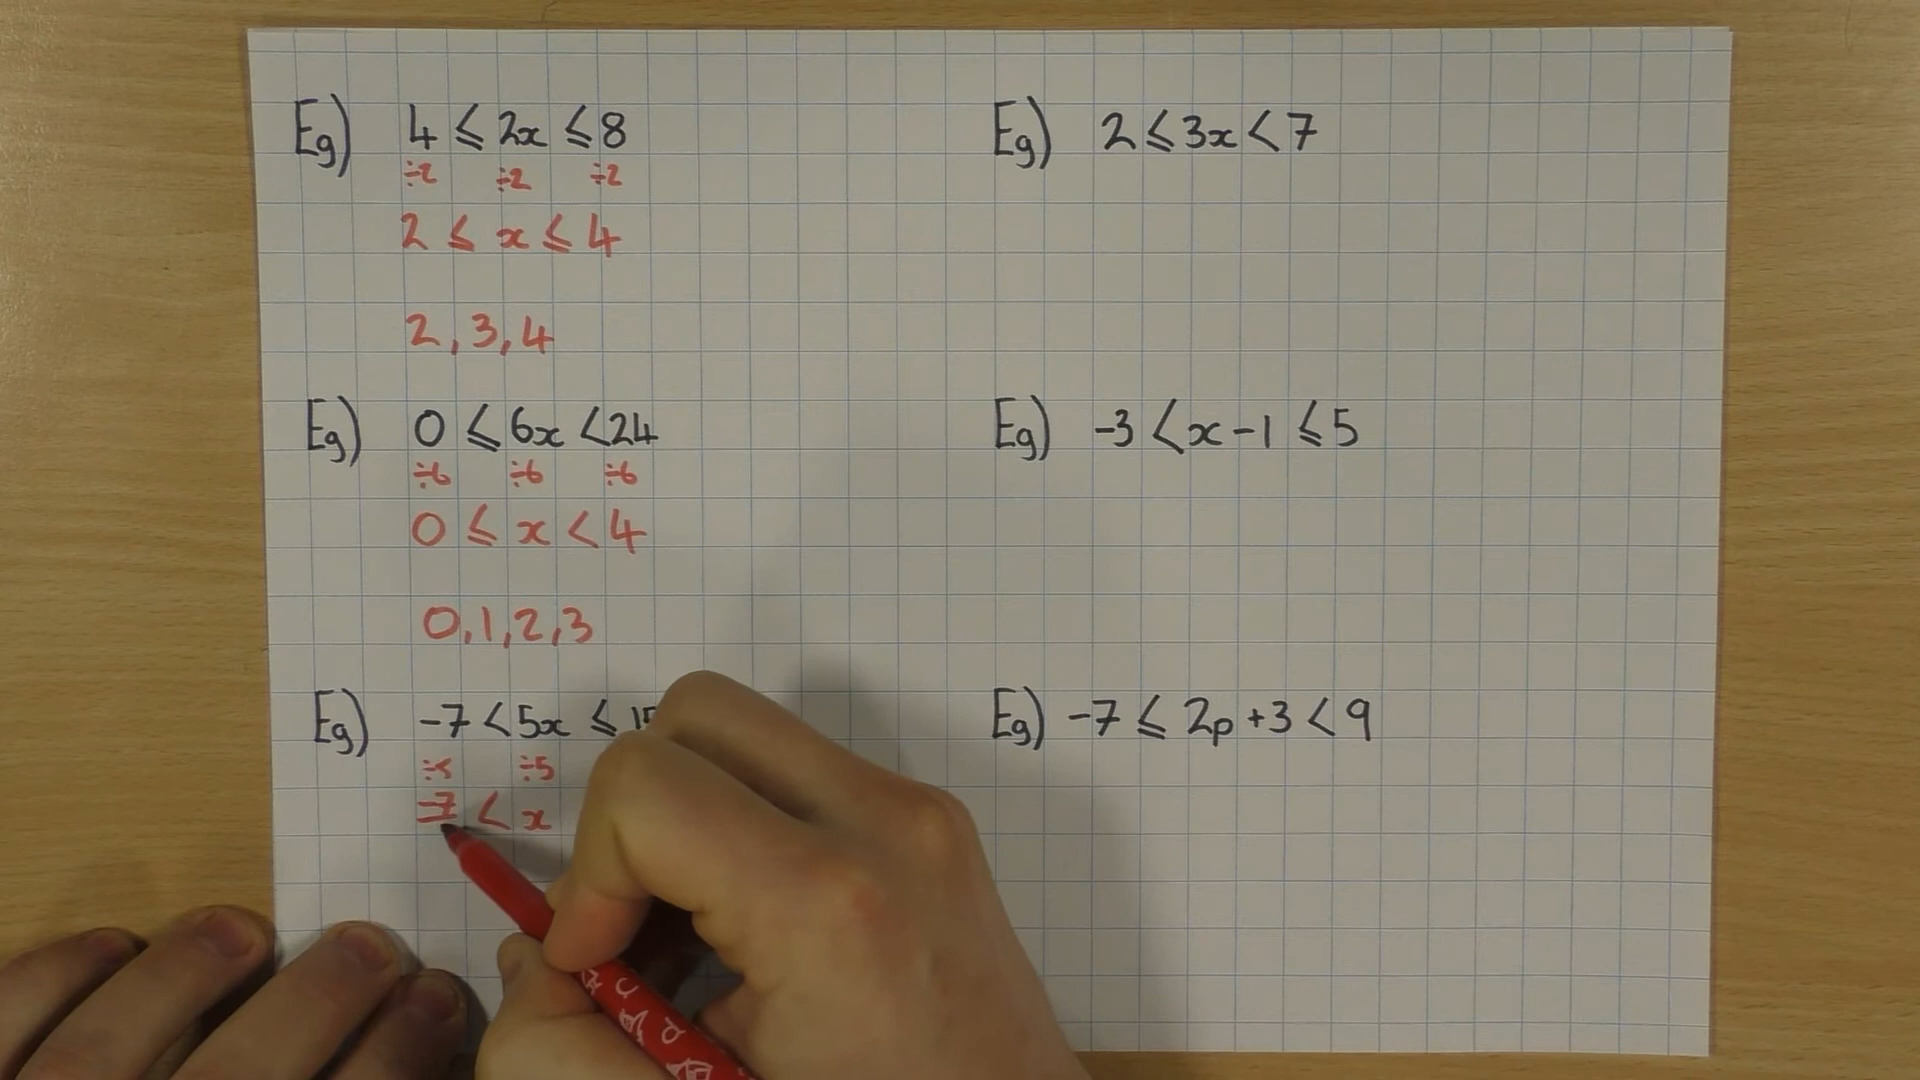 Eg) 4 ≤ 2x ≤ 8
÷2 ÷2 ÷2
2 ≤ x ≤ 4
2, 3, 4
Eg) 0 ≤ 6x < 24
÷6 ÷6 ÷6
0 ≤ x < 4
0, 1, 2, 3
Eg) -7 < 5x ≤ 15
÷5 ÷5
-7 < x
Eg) 2 ≤ 3x < 7
Eg) -3 < x - 1 ≤ 5
Eg) -7 ≤ 2p + 3 < 9